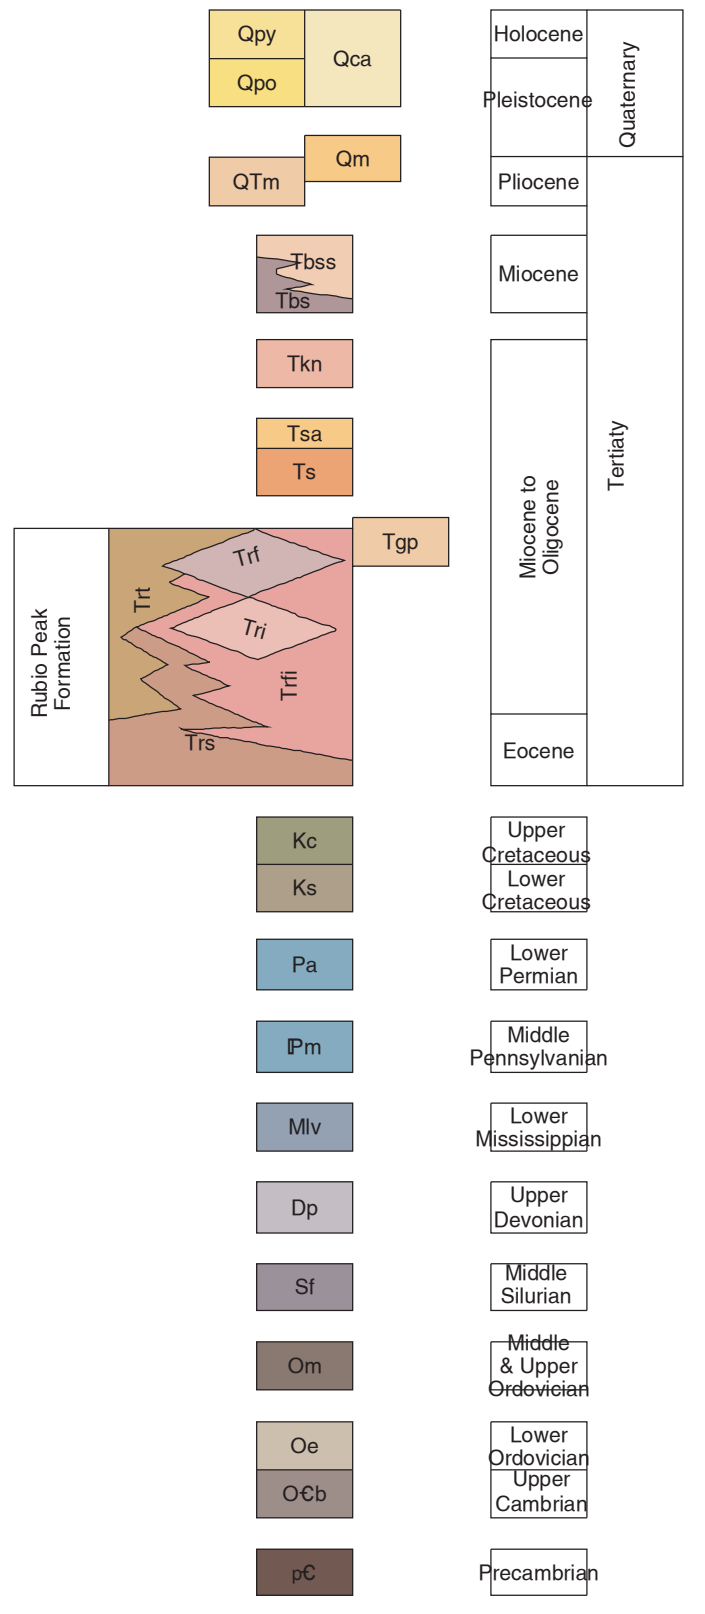 Qpy
Qca
Qpo
Holocene
Pleistocene
Quaternary
Qm
QTm
Pliocene
Tbss
Tbs
Miocene
Tkn
Tsa
Ts
Tertiaty
Miocene to
Oligocene
Tgp
Rubio Peak
Formation
Trt
Trf
Tri
Trfi
Trs
Eocene
Kc
Upper
Cretaceous
Ks
Lower
Cretaceous
Pa
Lower
Permian
ℙm
Middle
Pennsylvanian
Mlv
Lower
Mississippian
Dp
Upper
Devonian
Sf
Middle
Silurian
Om
Middle
& Upper
Ordovician
Oe
Lower
Ordovician
O€b
Upper
Cambrian
p€
Precambrian